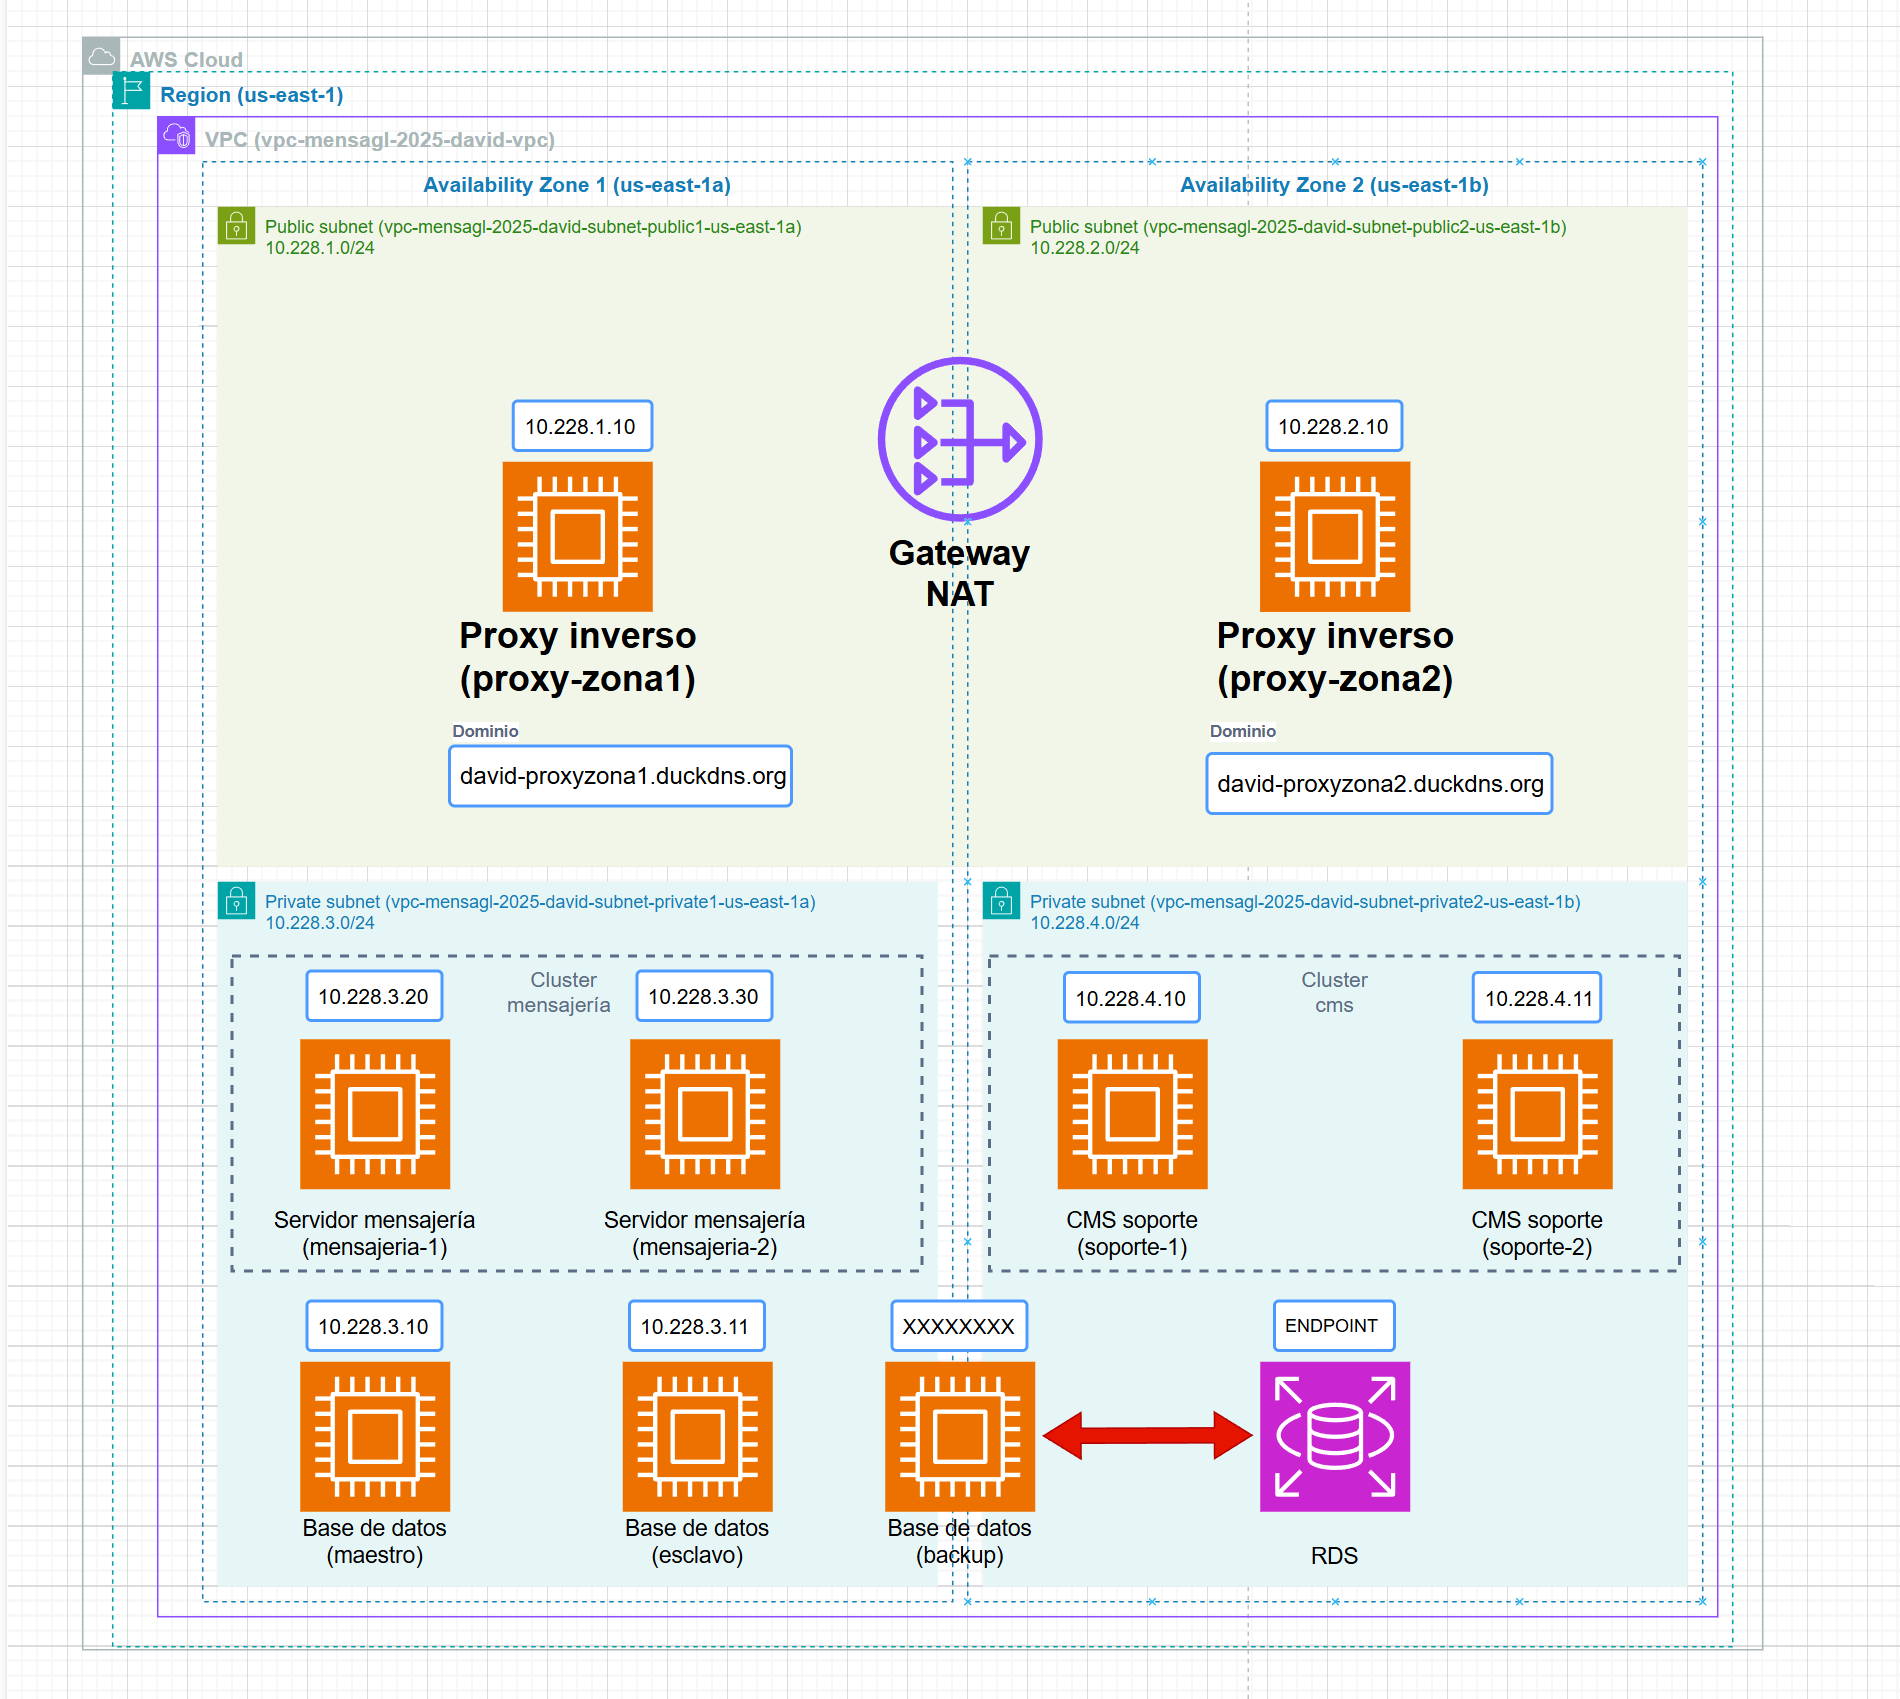 AWS Cloud
Region (us-east-1)
VPC (vpc-mensagl-2025-david-vpc)
Availability Zone 1 (us-east-1a)
Availability Zone 2 (us-east-1b)
Public subnet (vpc-mensagl-2025-david-subnet-public1-us-east-1a)
10.228.1.0/24
Public subnet (vpc-mensagl-2025-david-subnet-public2-us-east-1b)
10.228.2.0/24
10.228.1.10
10.228.2.10
Gateway
NAT
Proxy inverso
(proxy-zona1)
Proxy inverso
(proxy-zona2)
Dominio
david-proxyzona1.duckdns.org
Dominio
david-proxyzona2.duckdns.org
Private subnet (vpc-mensagl-2025-david-subnet-private1-us-east-1a)
10.228.3.0/24
Private subnet (vpc-mensagl-2025-david-subnet-private2-us-east-1b)
10.228.4.0/24
10.228.3.20
Cluster
mensajería
10.228.3.30
10.228.4.10
Cluster
cms
10.228.4.11
Servidor mensajería
(mensajeria-1)
Servidor mensajería
(mensajeria-2)
CMS soporte
(soporte-1)
CMS soporte
(soporte-2)
10.228.3.10
10.228.3.11
XXXXXXXX
ENDPOINT
Base de datos
(maestro)
Base de datos
(esclavo)
Base de datos
(backup)
RDS